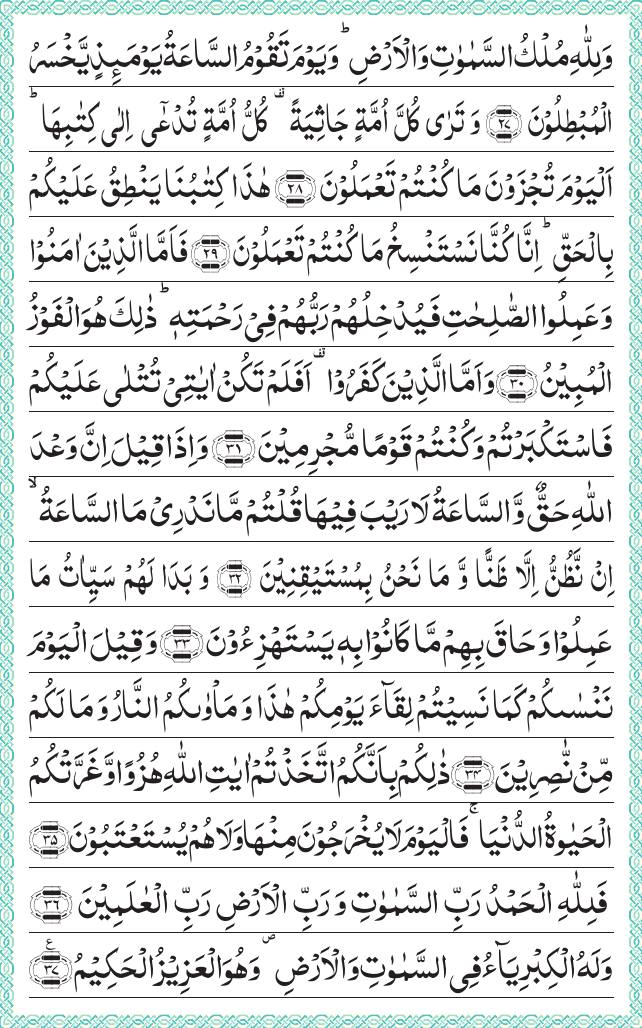 وَلِلّٰهِ مُلْكُ السَّمٰوٰتِ وَالْاَرْضِ ؕ وَيَوْمَ تَقُوْمُ السَّاعَةُ يَوْمَئِذٍ يَّخْسَرُ
الْمُبْطِلُوْنَ ۝۲۷ وَ تَرٰى كُلَّ اُمَّةٍ جَاثِيَةً ۣ كُلُّ اُمَّةٍ تُدْعٰۤى اِلٰى كِتٰبِهَا ؕ
اَلْيَوْمَ تُجْزَوْنَ مَا كُنْتُمْ تَعْمَلُوْنَ ۝۲۸ هٰذَا كِتٰبُنَا يَنْطِقُ عَلَيْكُمْ
بِالْحَقِّ ؕ اِنَّا كُنَّا نَسْتَنْسِخُ مَا كُنْتُمْ تَعْمَلُوْنَ ۝۲۹ فَاَمَّا الَّذِيْنَ اٰمَنُوْا
وَعَمِلُوا الصّٰلِحٰتِ فَيُدْخِلُهُمْ رَبُّهُمْ فِيْ رَحْمَتِهٖ ؕ ذٰلِكَ هُوَ الْفَوْزُ
الْمُبِيْنُ ۝۳۰ وَاَمَّا الَّذِيْنَ كَفَرُوْا ۣ اَفَلَمْ تَكُنْ اٰيٰتِيْ تُتْلٰى عَلَيْكُمْ
فَاسْتَكْبَرْتُمْ وَكُنْتُمْ قَوْمًا مُّجْرِمِيْنَ ۝۳۱ وَاِذَا قِيْلَ اِنَّ وَعْدَ
اللّٰهِ حَقٌّ وَّالسَّاعَةُ لَا رَيْبَ فِيْهَا قُلْتُمْ مَّا نَدْرِيْ مَا السَّاعَةُ ۙ
اِنْ نَّظُنُّ اِلَّا ظَنًّا وَّ مَا نَحْنُ بِمُسْتَيْقِنِيْنَ ۝۳۲ وَ بَدَا لَهُمْ سَيِّاٰتُ مَا
عَمِلُوْا وَحَاقَ بِهِمْ مَّا كَانُوْا بِهٖ يَسْتَهْزِءُوْنَ ۝۳۳ وَقِيْلَ الْيَوْمَ
نَنْسٰىكُمْ كَمَا نَسِيْتُمْ لِقَآءَ يَوْمِكُمْ هٰذَا وَ مَاْوٰىكُمُ النَّارُ وَ مَا لَكُمْ
مِّنْ نّٰصِرِيْنَ ۝۳۴ ذٰلِكُمْ بِاَنَّكُمُ اتَّخَذْتُمْ اٰيٰتِ اللّٰهِ هُزُوًا وَّغَرَّتْكُمُ
الْحَيٰوةُ الدُّنْيَا ۚ فَالْيَوْمَ لَا يُخْرَجُوْنَ مِنْهَا وَلَا هُمْ يُسْتَعْتَبُوْنَ ۝۳۵
فَلِلّٰهِ الْحَمْدُ رَبِّ السَّمٰوٰتِ وَ رَبِّ الْاَرْضِ رَبِّ الْعٰلَمِيْنَ ۝۳۶
وَلَهُ الْكِبْرِيَآءُ فِي السَّمٰوٰتِ وَالْاَرْضِ ۪ وَهُوَ الْعَزِيْزُ الْحَكِيْمُ ۝۳۷ ع